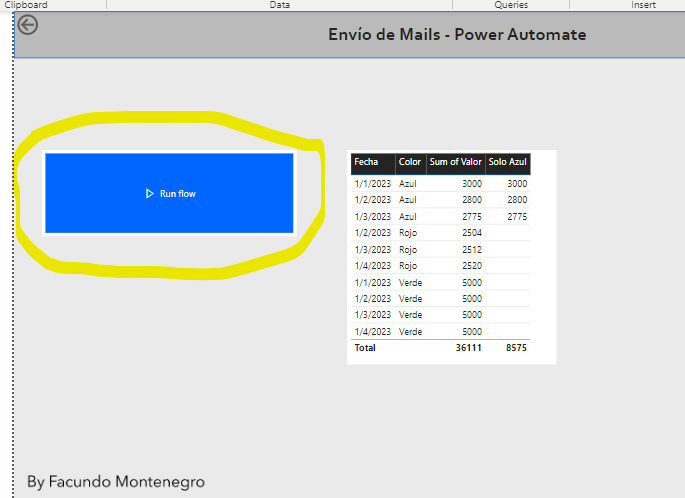 Clipboard Data Queries Insert
Envío de Mails - Power Automate
Run flow
Fecha Color Sum of Valor Solo Azul
1/1/2023 Azul 3000 3000
1/2/2023 Azul 2800 2800
1/3/2023 Azul 2775 2775
1/2/2023 Rojo 2504
1/3/2023 Rojo 2512
1/4/2023 Rojo 2520
1/1/2023 Verde 5000
1/2/2023 Verde 5000
1/3/2023 Verde 5000
1/4/2023 Verde 5000
Total 36111 8575
By Facundo Montenegro